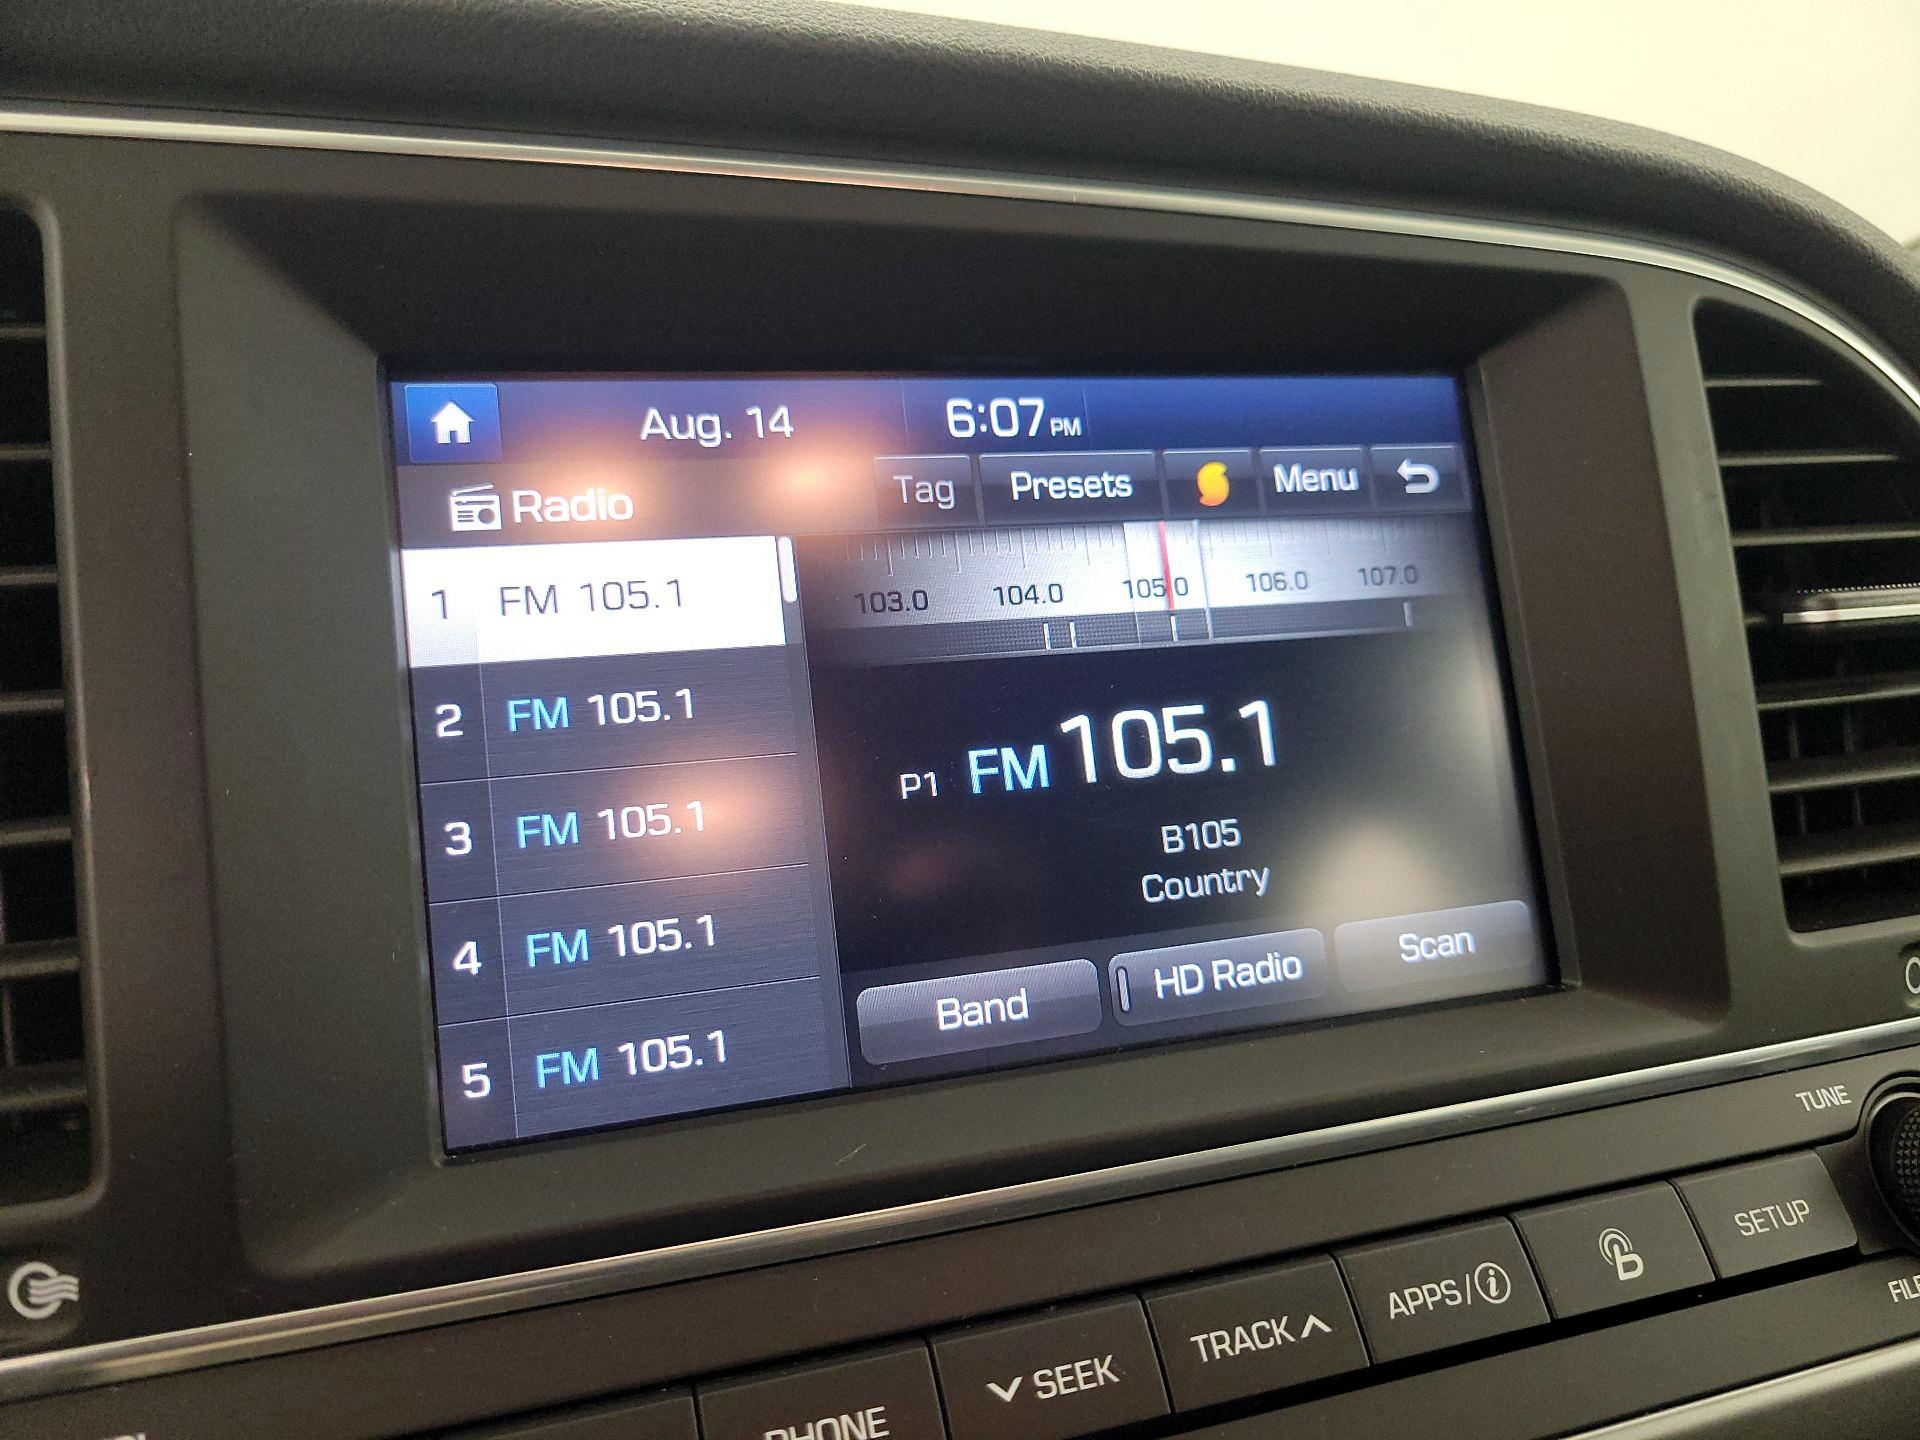 Aug. 14 6:07 PM
Radio Tag Presets Menu
103.0 104.0 105.0 106.0 107.0
1 FM 105.1
2 FM 105.1
3 FM 105.1
4 FM 105.1
5 FM 105.1
P1 FM 105.1
B105
Country
Band HD Radio Scan
TUNE
PHONE SEEK TRACK APPS/i SETUP